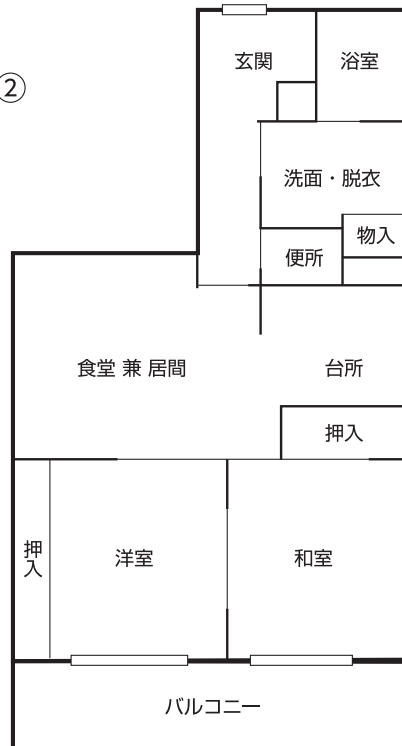 ②
玄関
浴室
洗面・脱衣
物入
便所
食堂 兼 居間
台所
押入
押入
洋室
和室
バルコニー